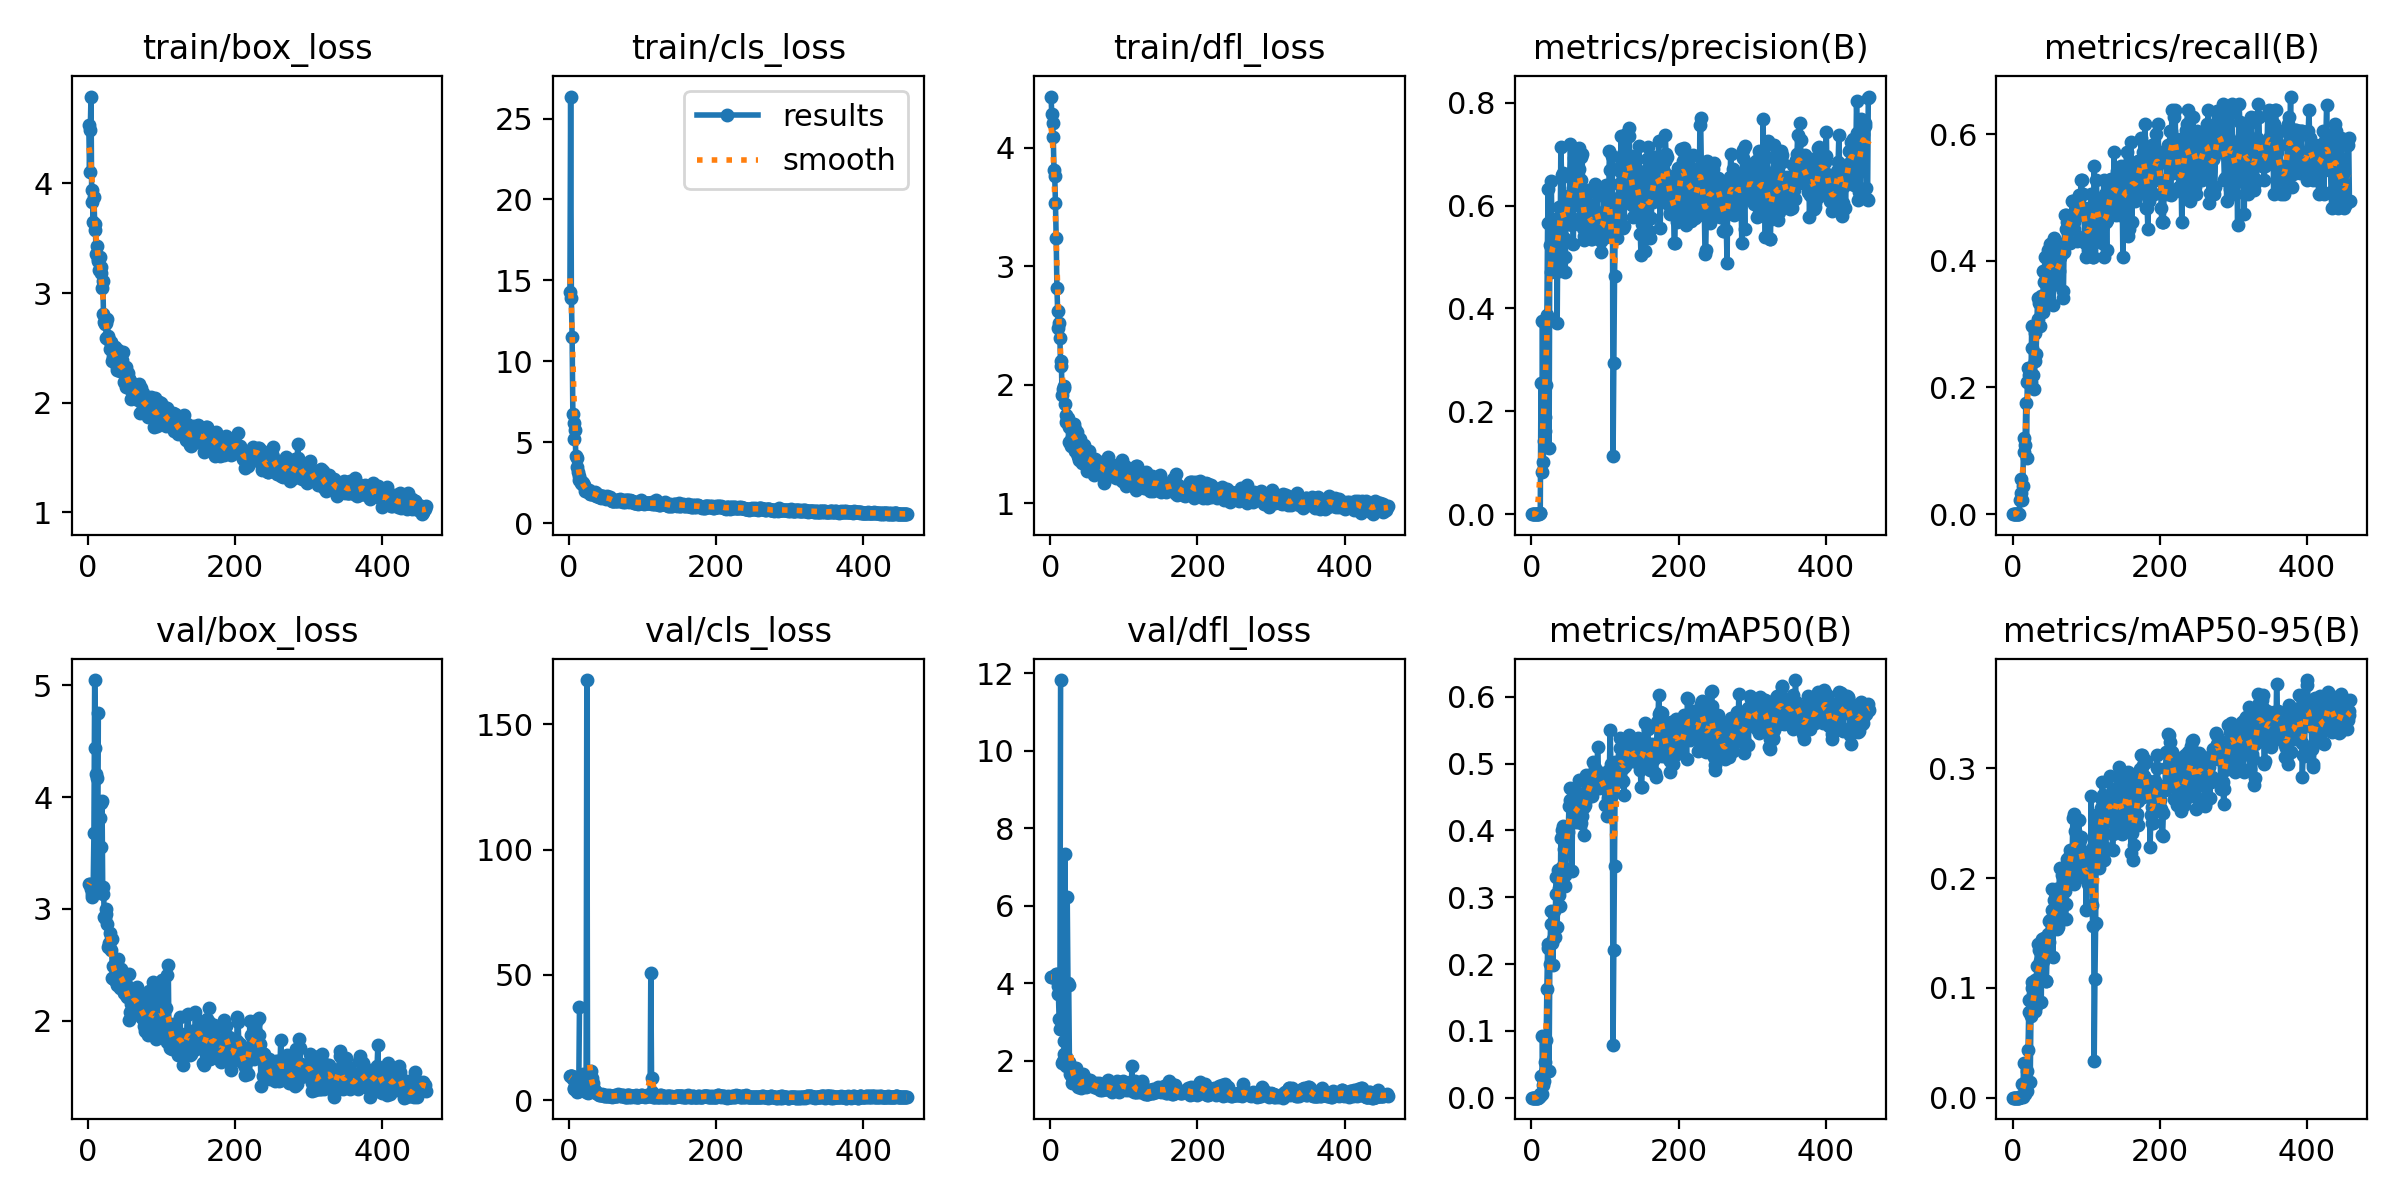 train/box_loss
train/cls_loss
train/dfl_loss
metrics/precision(B)
metrics/recall(B)
4
3
2
1
0 200 400
25
20
15
10
5
0
0 200 400
results
smooth
4
3
2
1
0 200 400
0.8
0.6
0.4
0.2
0.0
0 200 400
0.6
0.4
0.2
0.0
0 200 400
val/box_loss
val/cls_loss
val/dfl_loss
metrics/mAP50(B)
metrics/mAP50-95(B)
5
4
3
2
0 200 400
150
100
50
0
0 200 400
12
10
8
6
4
2
0 200 400
0.6
0.5
0.4
0.3
0.2
0.1
0.0
0 200 400
0.3
0.2
0.1
0.0
0 200 400